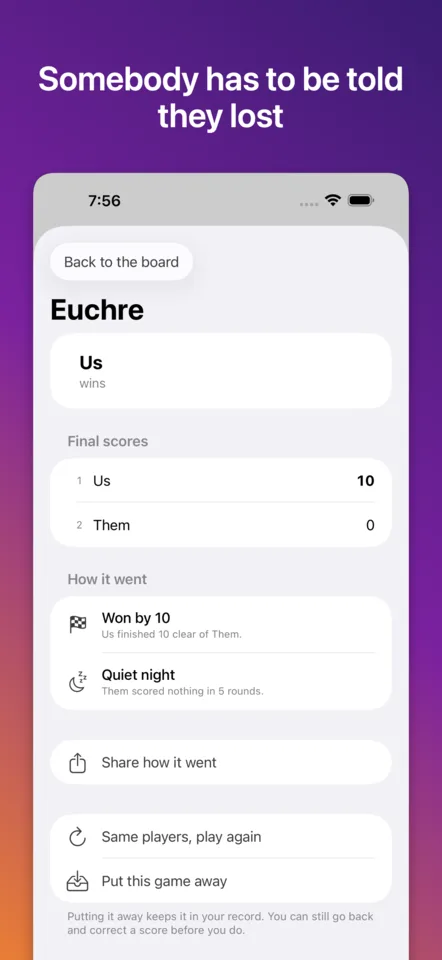 Somebody has to be told
they lost
7:56
Back to the board
Euchre
Us
wins
Final scores
1 Us 10
2 Them 0
How it went
Won by 10
Us finished 10 clear of Them.
Quiet night
Them scored nothing in 5 rounds.
Share how it went
Same players, play again
Put this game away
Putting it away keeps it in your record. You can still go back
and correct a score before you do.